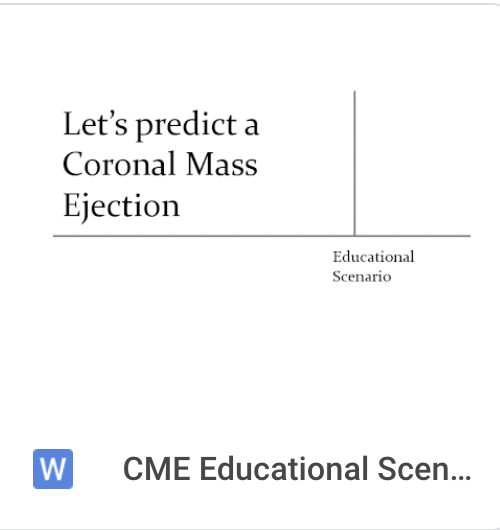 Let’s predict a
Coronal Mass
Ejection
Educational
Scenario
W
CME Educational Scen...